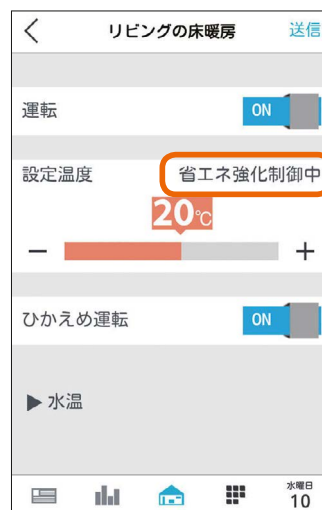 リビングの床暖房 送信
運転 ON
設定温度 省エネ強化制御中
20℃
− +
ひかえめ運転 ON
▶水温
水曜日
10